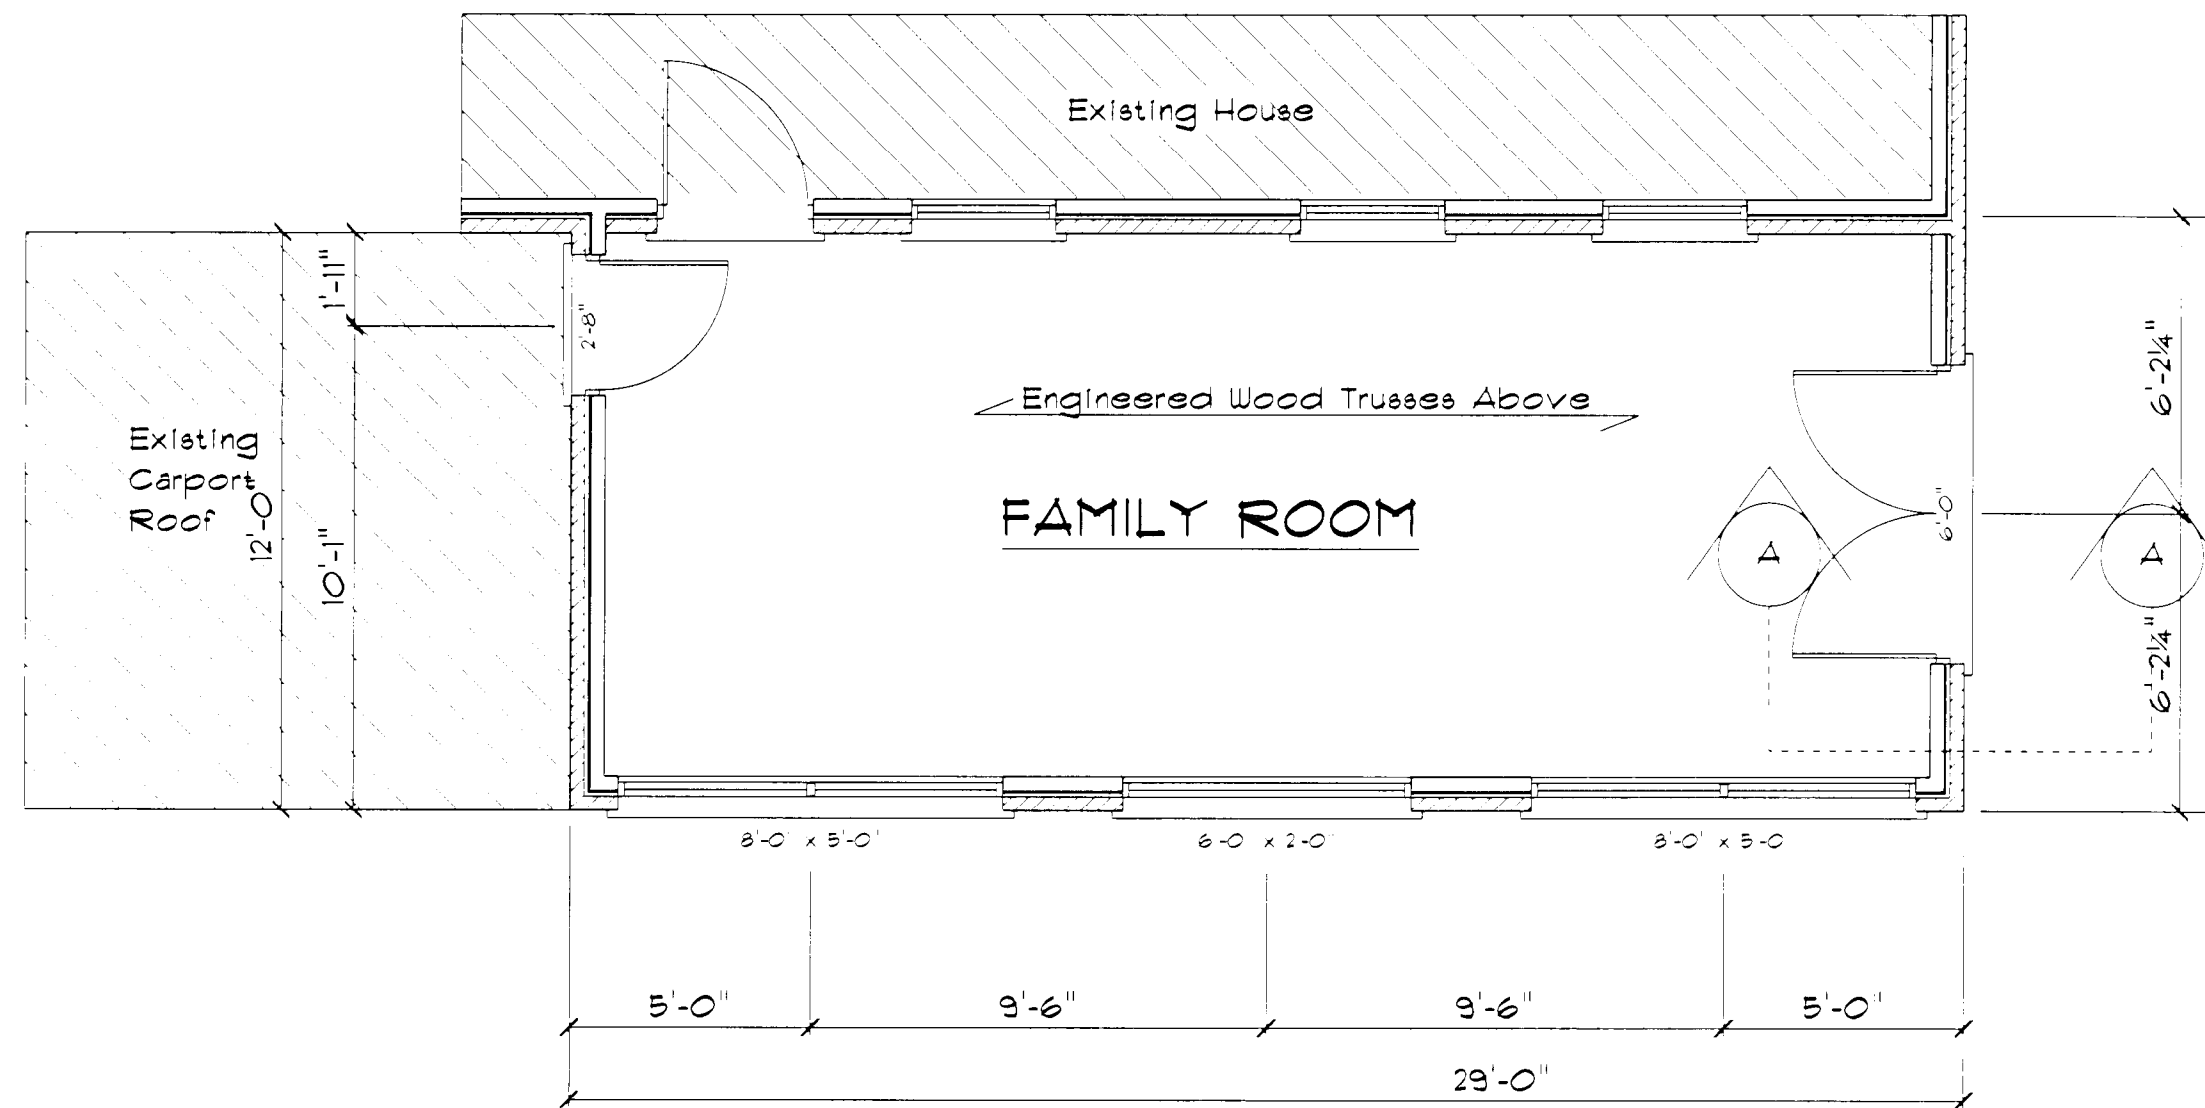 Existing House
1'-11"
2'-8"
6'-2¼"
Engineered Wood Trusses Above
Existing
Carport
Roof
12'-0
10'-1"
FAMILY ROOM
6'-0"
A
A
6'-2¼"
8'-0" x 5'-0"
6-0 x 2-0"
8-0" x 5-0
5'-0"
9'-6"
9'-6"
5'-0"
29'-0"